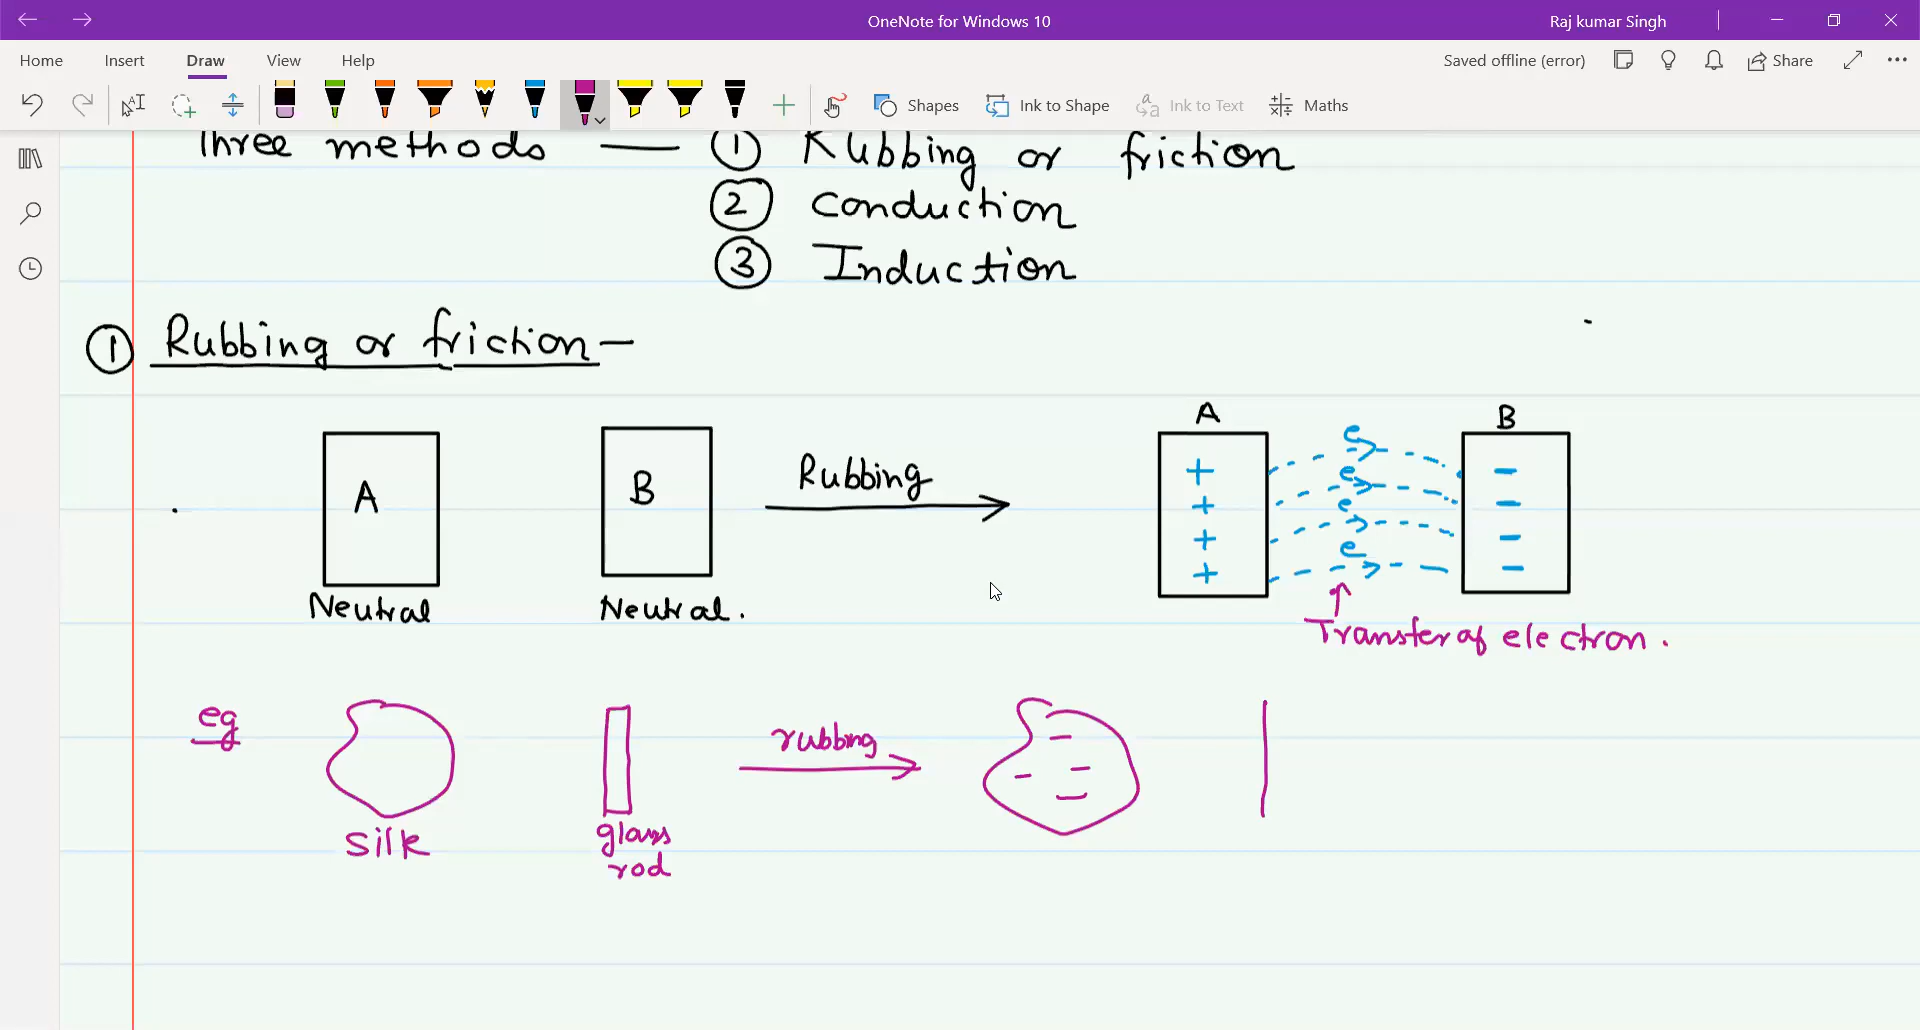 OneNote for Windows 10
Raj kumar Singh
Home Insert Draw View Help
Saved offline (error)
Share
Shapes
Ink to Shape
Ink to Text
Maths
Three methods — ① Rubbing or friction
② Conduction
③ Induction
① Rubbing or friction —
A
B
Rubbing
A
B
+ + + +
e e e e
- - - -
Neutral
Neutral.
Transfer of electron.
eg
rubbing
- - - -
silk
glass
rod